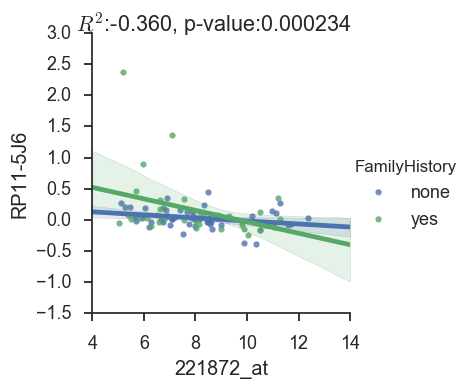 R²:-0.360, p-value:0.000234
3.0
2.5
2.0
1.5
1.0
0.5
0.0
−0.5
−1.0
−1.5
RP11-5J6
4 6 8 10 12 14
221872_at
FamilyHistory
none
yes